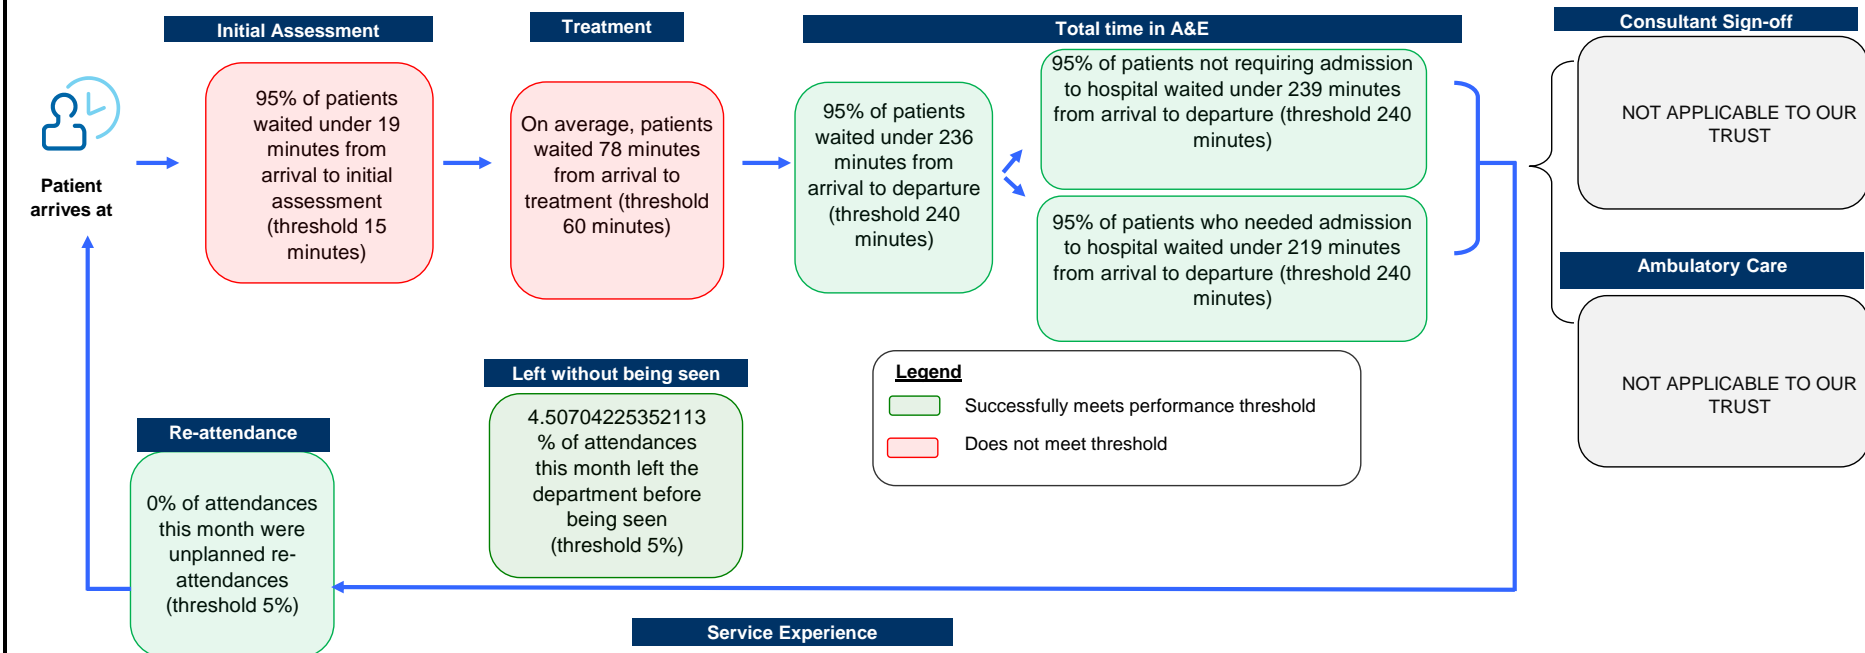 Initial Assessment
Treatment
Total time in A&E
Consultant Sign-off
Patient
arrives at
95% of patients
waited under 19
minutes from
arrival to initial
assessment
(threshold 15
minutes)
On average, patients
waited 78 minutes
from arrival to
treatment (threshold
60 minutes)
95% of patients
waited under 236
minutes from
arrival to departure
(threshold 240
minutes)
95% of patients not requiring admission
to hospital waited under 239 minutes
from arrival to departure (threshold 240
minutes)
95% of patients who needed admission
to hospital waited under 219 minutes
from arrival to departure (threshold 240
minutes)
NOT APPLICABLE TO OUR
TRUST
Ambulatory Care
NOT APPLICABLE TO OUR
TRUST
Legend
Successfully meets performance threshold
Does not meet threshold
Left without being seen
4.50704225352113
% of attendances
this month left the
department before
being seen
(threshold 5%)
Re-attendance
0% of attendances
this month were
unplanned re-
attendances
(threshold 5%)
Service Experience